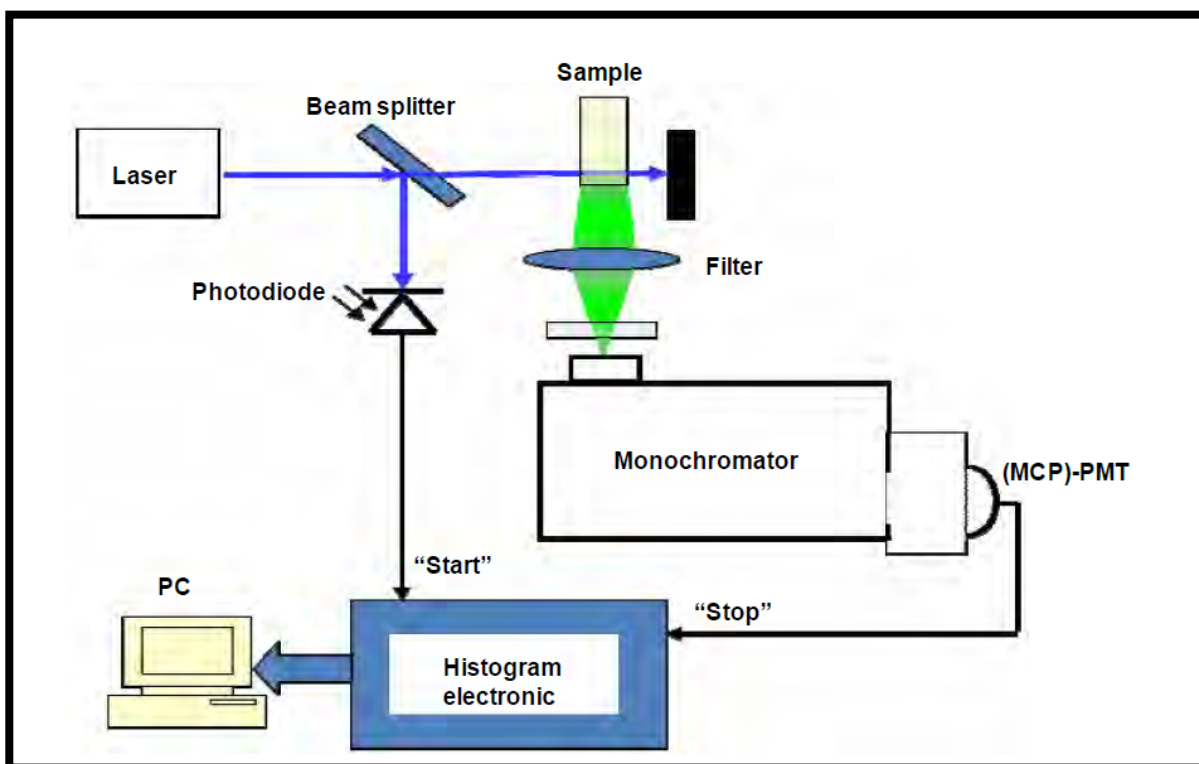 Sample
Beam splitter
Laser
Filter
Photodiode
Monochromator
(MCP)-PMT
“Start”
PC
“Stop”
Histogram
electronic